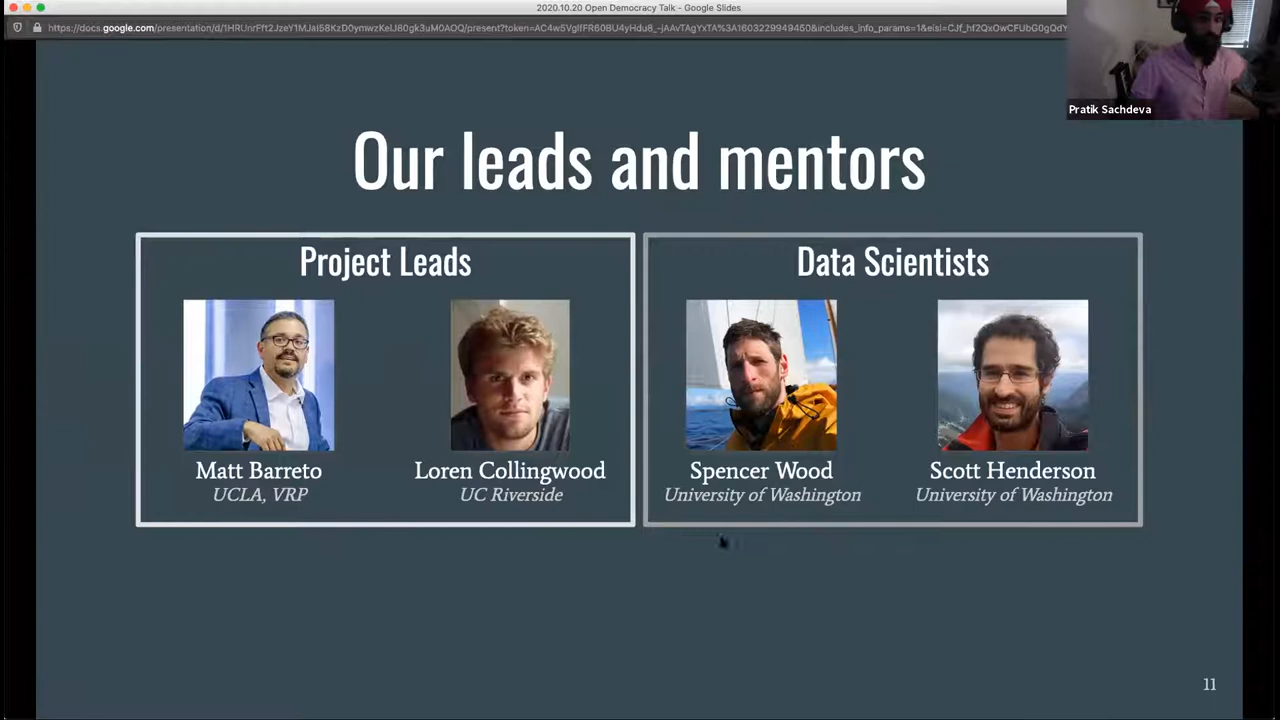 2020.10.20 Open Democracy Talk - Google Slides
Pratik Sachdeva
Our leads and mentors
Project Leads
Data Scientists
Matt Barreto
UCLA, VRP
Loren Collingwood
UC Riverside
Spencer Wood
University of Washington
Scott Henderson
University of Washington
11